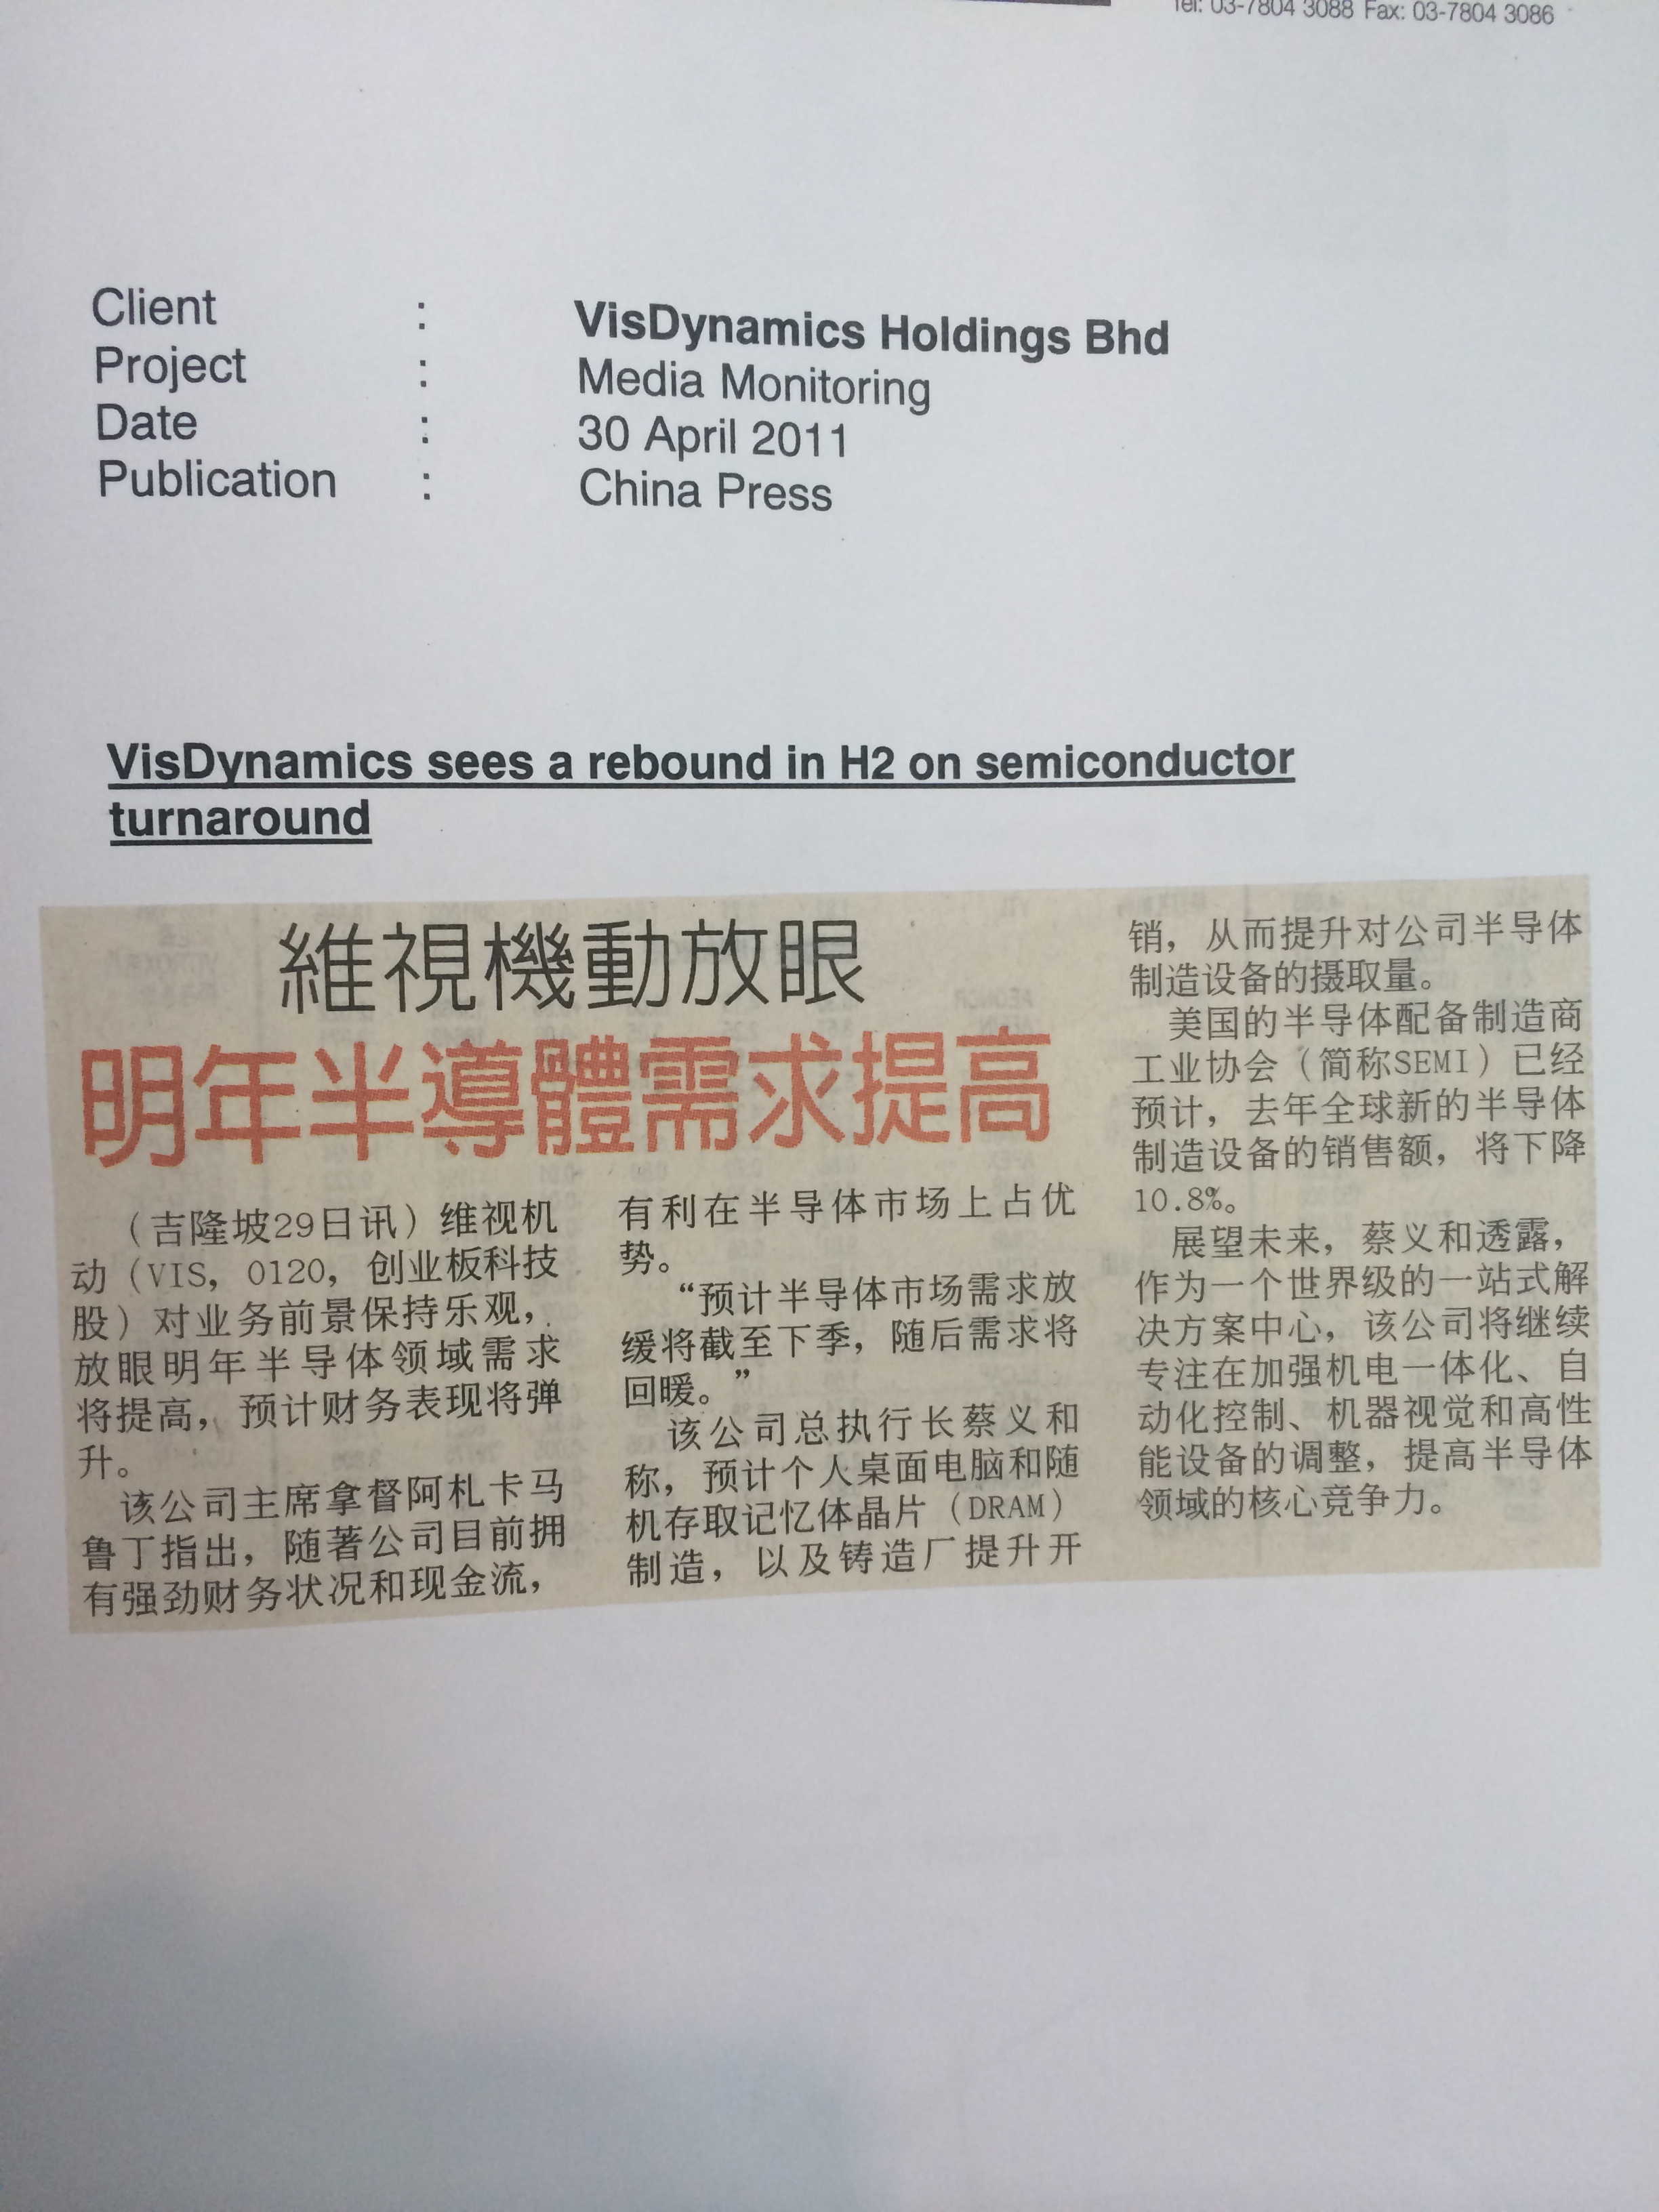 Tel: 03-7804 3088 Fax: 03-7804 3086
Client : VisDynamics Holdings Bhd
Project : Media Monitoring
Date : 30 April 2011
Publication : China Press
VisDynamics sees a rebound in H2 on semiconductor
turnaround
維視機動放眼
明年半導體需求提高
（吉隆坡29日讯）维视机
动（VIS，0120，创业板科技
股）对业务前景保持乐观，
放眼明年半导体领域需求
将提高，预计财务表现将弹
升。
该公司主席拿督阿札卡马
鲁丁指出，随著公司目前拥
有强劲财务状况和现金流，
有利在半导体市场上占优
势。
“预计半导体市场需求放
缓将截至下季，随后需求将
回暖。”
该公司总执行长蔡义和
称，预计个人桌面电脑和随
机存取记忆体晶片（DRAM）
制造，以及铸造厂提升开
销，从而提升对公司半导体
制造设备的摄取量。
美国的半导体配备制造商
工业协会（简称SEMI）已经
预计，去年全球新的半导体
制造设备的销售额，将下降
10.8%。
展望未来，蔡义和透露，
作为一个世界级的一站式解
决方案中心，该公司将继续
专注在加强机电一体化、自
动化控制、机器视觉和高性
能设备的调整，提高半导体
领域的核心竞争力。